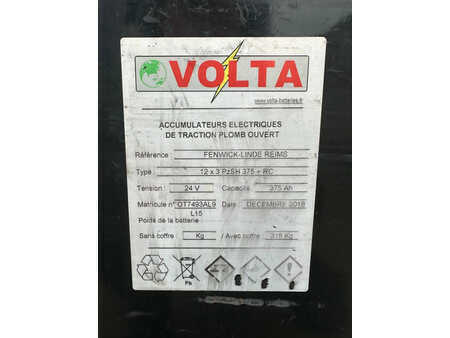 VOLTA
www.volta-batteries.fr
ACCUMULATEURS ELECTRIQUES
DE TRACTION PLOMB OUVERT
Référence : FENWICK-LINDE REIMS
Type : 12 x 3 PzSH 375 + RC
Tension : 24 V Capacité : 375 Ah
Matricule n° OT7493AL9 Date : DECEMBRE 2018
L15
Poids de la batterie :
Sans coffre : Kg / Avec coffre : 318 Kg
Pb